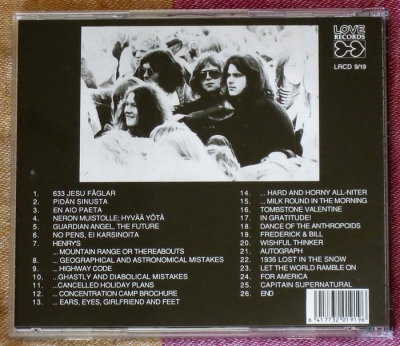 LOVE
RECORDS
LRCD 9/19
1. 633 JESU FÅGLAR
2. PIDÄN SINUSTA
3. EN AIO PAETA
4. NERON MUISTOLLE; HYVÄÄ YÖTÄ
5. GUARDIAN ANGEL, THE FUTURE
6. NO PENS, EI KARSINOITA
7. HENRY'S
... MOUNTAIN RANGE OR THEREABOUTS
8. ... GEOGRAPHICAL AND ASTRONOMICAL MISTAKES
9. ... HIGHWAY CODE
10. ...GHASTLY AND DIABOLICAL MISTAKES
11. ...CANCELLED HOLIDAY PLANS
12. ... CONCENTRATION CAMP BROCHURE
13. ... EARS, EYES, GIRLFRIEND AND FEET
14. ... HARD AND HORNY ALL-NITER
15. ... MILK ROUND IN THE MORNING
16. TOMBSTONE VALENTINE
17. IN GRATITUDE!
18. DANCE OF THE ANTHROPOIDS
19. FREDERICK & BILL
20. WISHFUL THINKER
21. AUTOGRAPH
22. 1936 LOST IN THE SNOW
23. LET THE WORLD RAMBLE ON
24. FOR AMERICA
25. CAPITAIN SUPERNATURAL
26. END
6 417732 019196